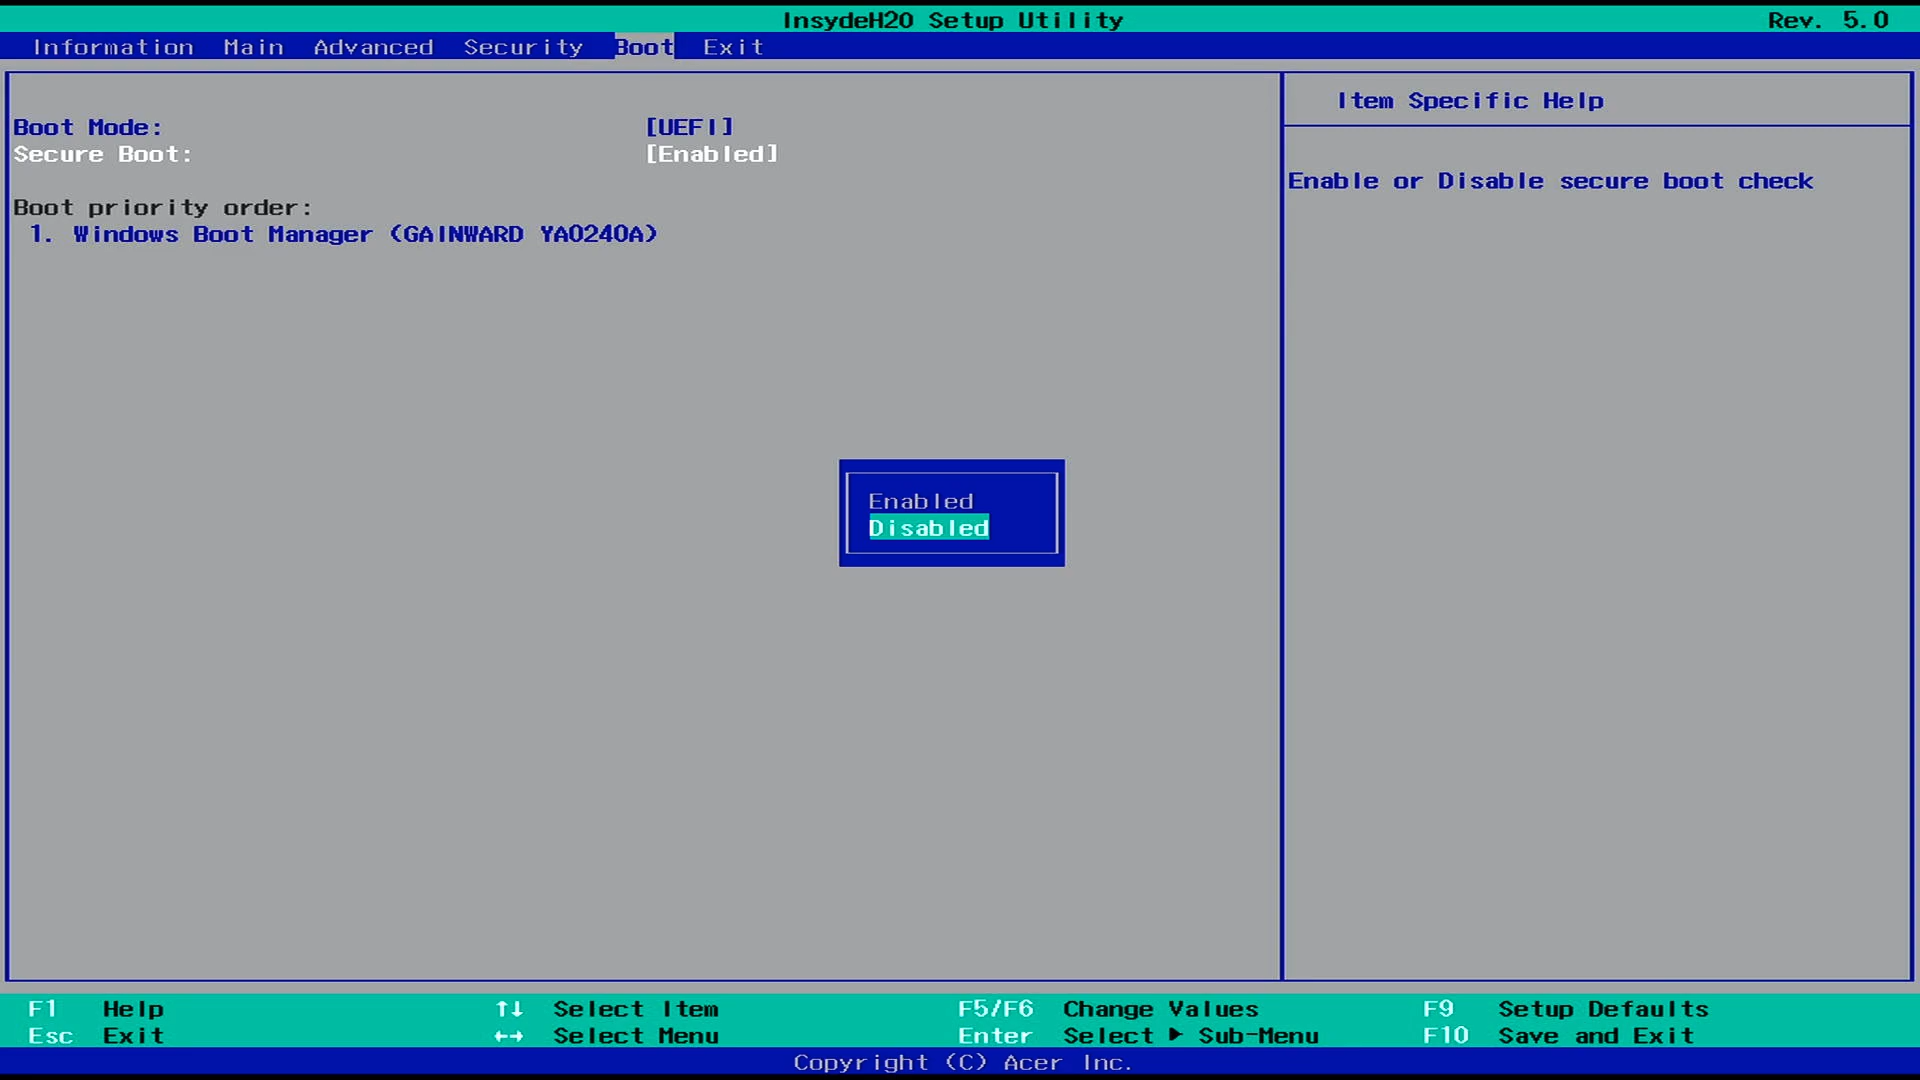 InsydeH20 Setup Utility Rev. 5.0
Information Main Advanced Security Boot Exit
Item Specific Help
Boot Mode: [UEFI]
Secure Boot: [Enabled]
Enable or Disable secure boot check
Boot priority order:
1. Windows Boot Manager (GAINWARD YA0240A)
Enabled
Disabled
F1 Help ↑↓ Select Item F5/F6 Change Values F9 Setup Defaults
Esc Exit ←→ Select Menu Enter Select ► Sub-Menu F10 Save and Exit
Copyright (C) Acer Inc.